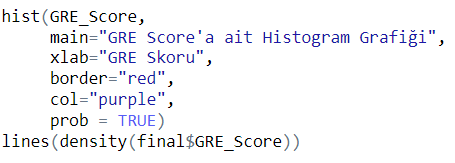 hist(GRE_Score,
     main="GRE Score'a ait Histogram Grafiği",
     xlab="GRE Skoru",
     border="red",
     col="purple",
     prob = TRUE)
lines(density(final$GRE_Score))